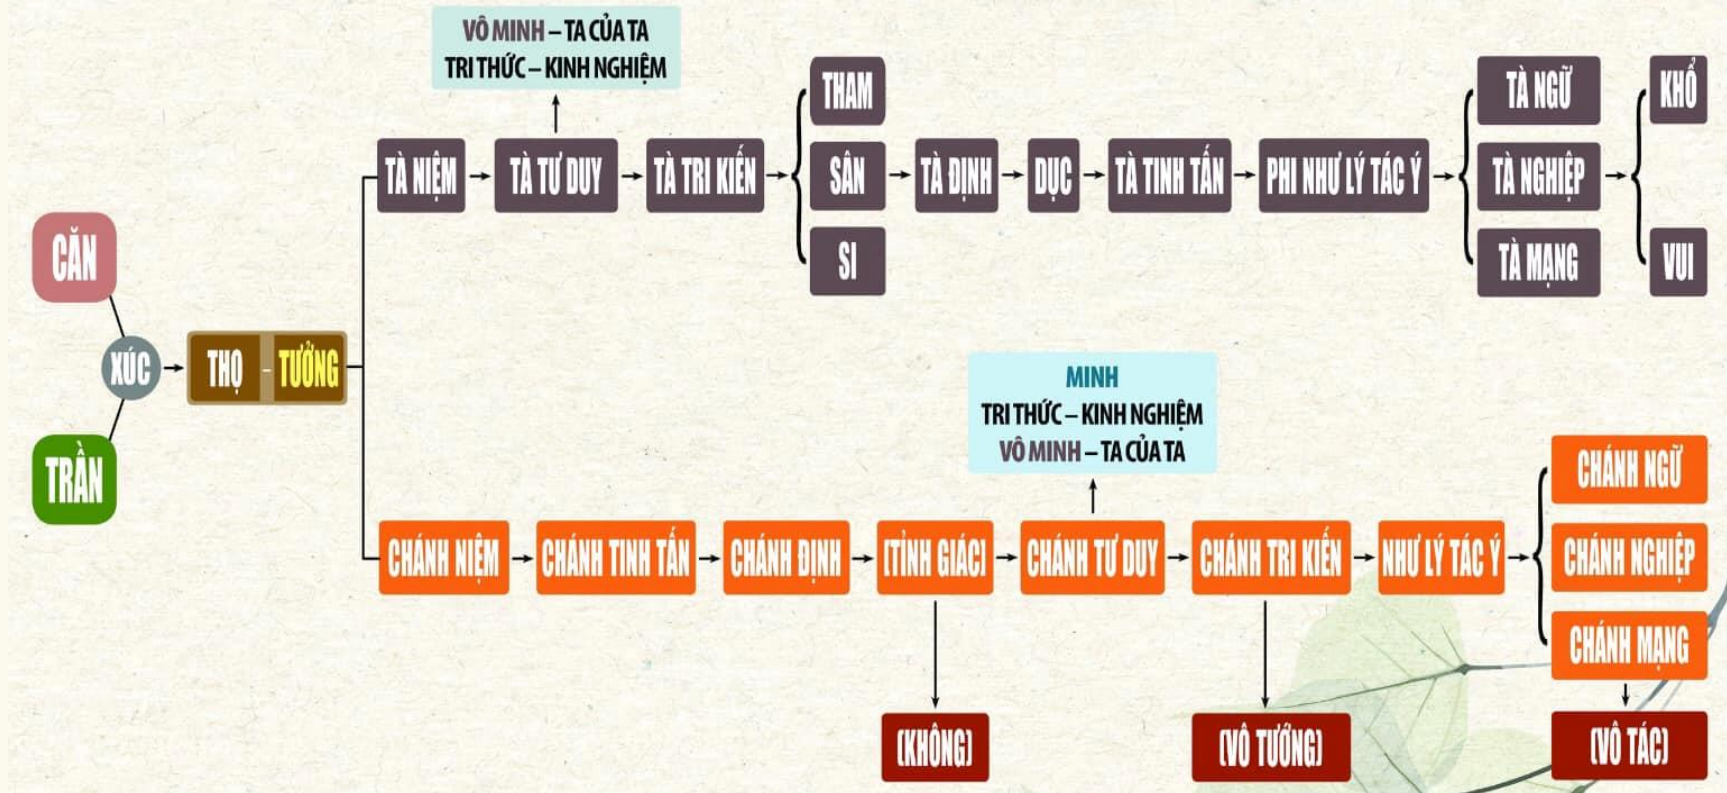 VÔ MINH – TA CỦA TA
TRI THỨC – KINH NGHIỆM
THAM
TÀ NGỮ
KHỔ
TÀ NIỆM
TÀ TƯ DUY
TÀ TRI KIẾN
SÂN
TÀ ĐỊNH
DỤC
TÀ TINH TẤN
PHI NHƯ LÝ TÁC Ý
TÀ NGHIỆP
SI
TÀ MẠNG
VUI
CĂN
XÚC
THỌ – TƯỞNG
TRẦN
MINH
TRI THỨC – KINH NGHIỆM
VÔ MINH – TA CỦA TA
CHÁNH NGỮ
CHÁNH NIỆM
CHÁNH TINH TẤN
CHÁNH ĐỊNH
(TỈNH GIÁC)
CHÁNH TƯ DUY
CHÁNH TRI KIẾN
NHƯ LÝ TÁC Ý
CHÁNH NGHIỆP
CHÁNH MẠNG
(KHÔNG)
(VÔ TƯỚNG)
(VÔ TÁC)